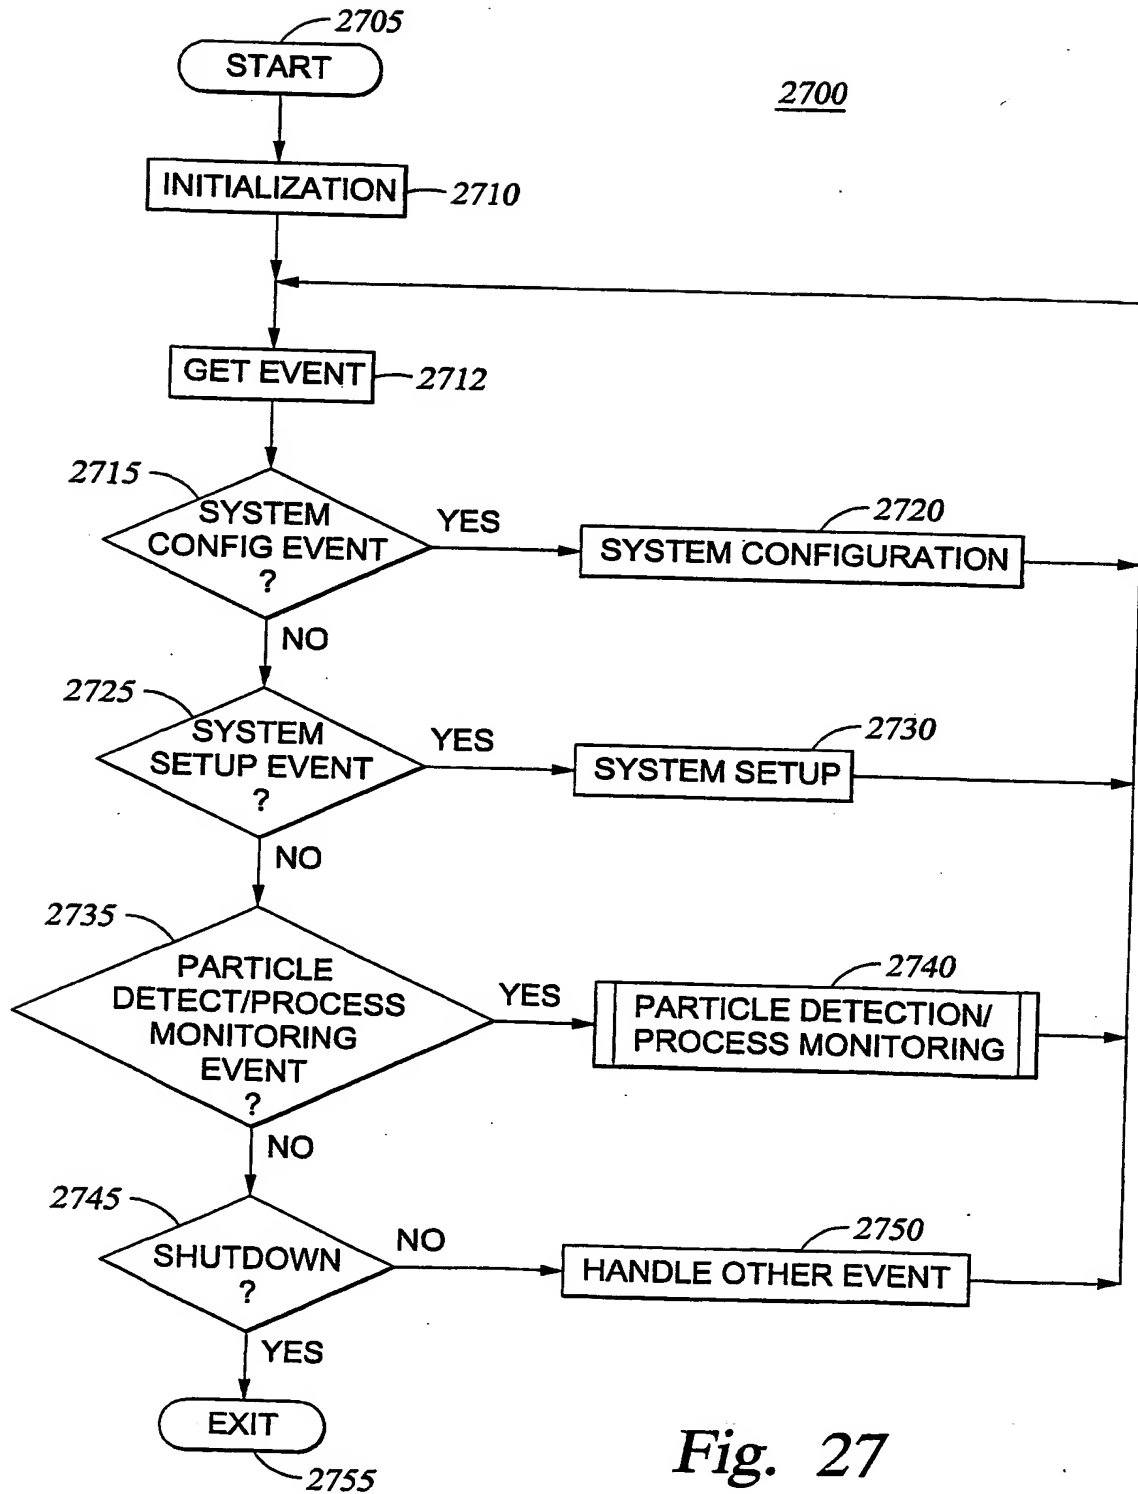 2705
START
2700
INITIALIZATION
2710
GET EVENT
2712
2715
SYSTEM
CONFIG EVENT
?
YES
2720
SYSTEM CONFIGURATION
NO
2725
SYSTEM
SETUP EVENT
?
YES
2730
SYSTEM SETUP
NO
2735
PARTICLE
DETECT/PROCESS
MONITORING
EVENT
?
YES
2740
PARTICLE DETECTION/
PROCESS MONITORING
NO
2745
SHUTDOWN
?
NO
2750
HANDLE OTHER EVENT
YES
EXIT
2755
Fig. 27